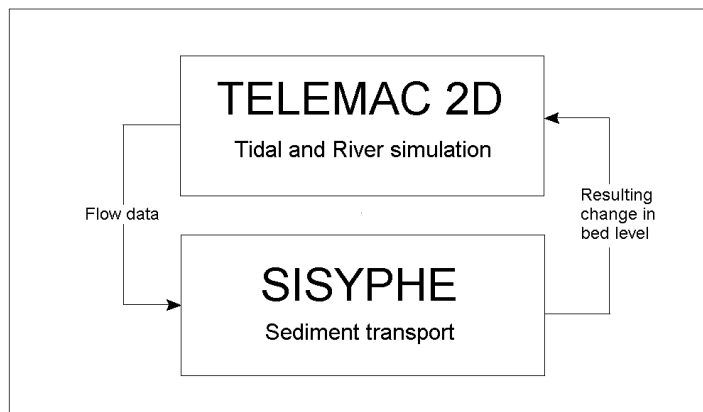 TELEMAC 2D
Tidal and River simulation
Flow data
Resulting
change in
bed level
SISYPHE
Sediment transport